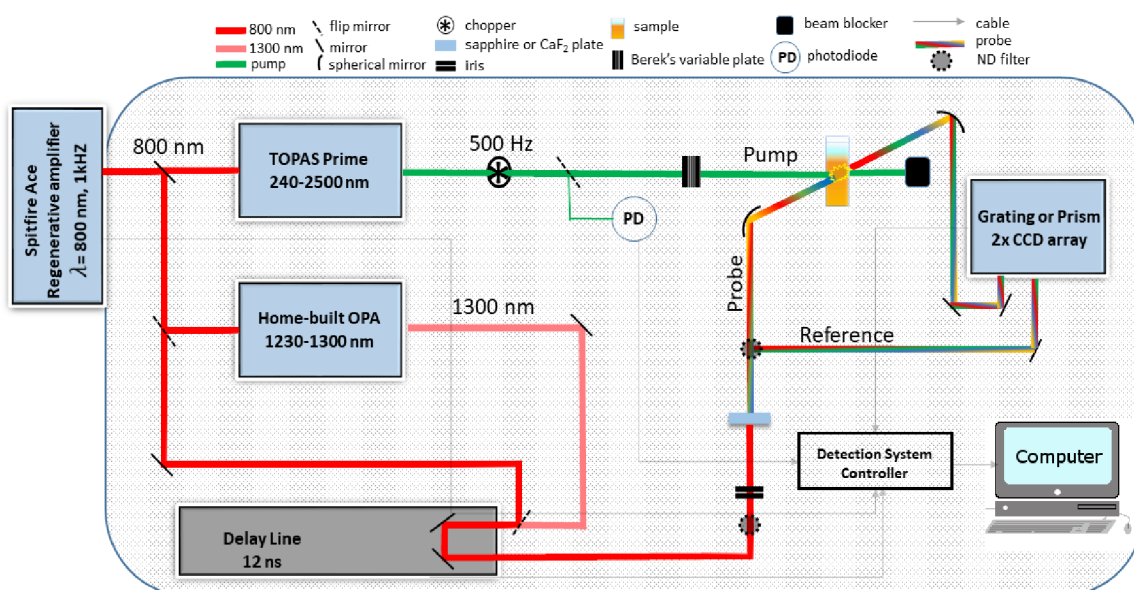 800 nm
1300 nm
pump
flip mirror
mirror
spherical mirror
chopper
sapphire or CaF₂ plate
iris
sample
Berek's variable plate
beam blocker
PD
photodiode
cable
probe
ND filter
Spitfire Ace
Regenerative amplifier
λ= 800 nm, 1kHZ
800 nm
TOPAS Prime
240-2500 nm
500 Hz
PD
Pump
Grating or Prism
2x CCD array
Home-built OPA
1230-1300 nm
1300 nm
Probe
Reference
Detection System
Controller
Computer
Delay Line
12 ns